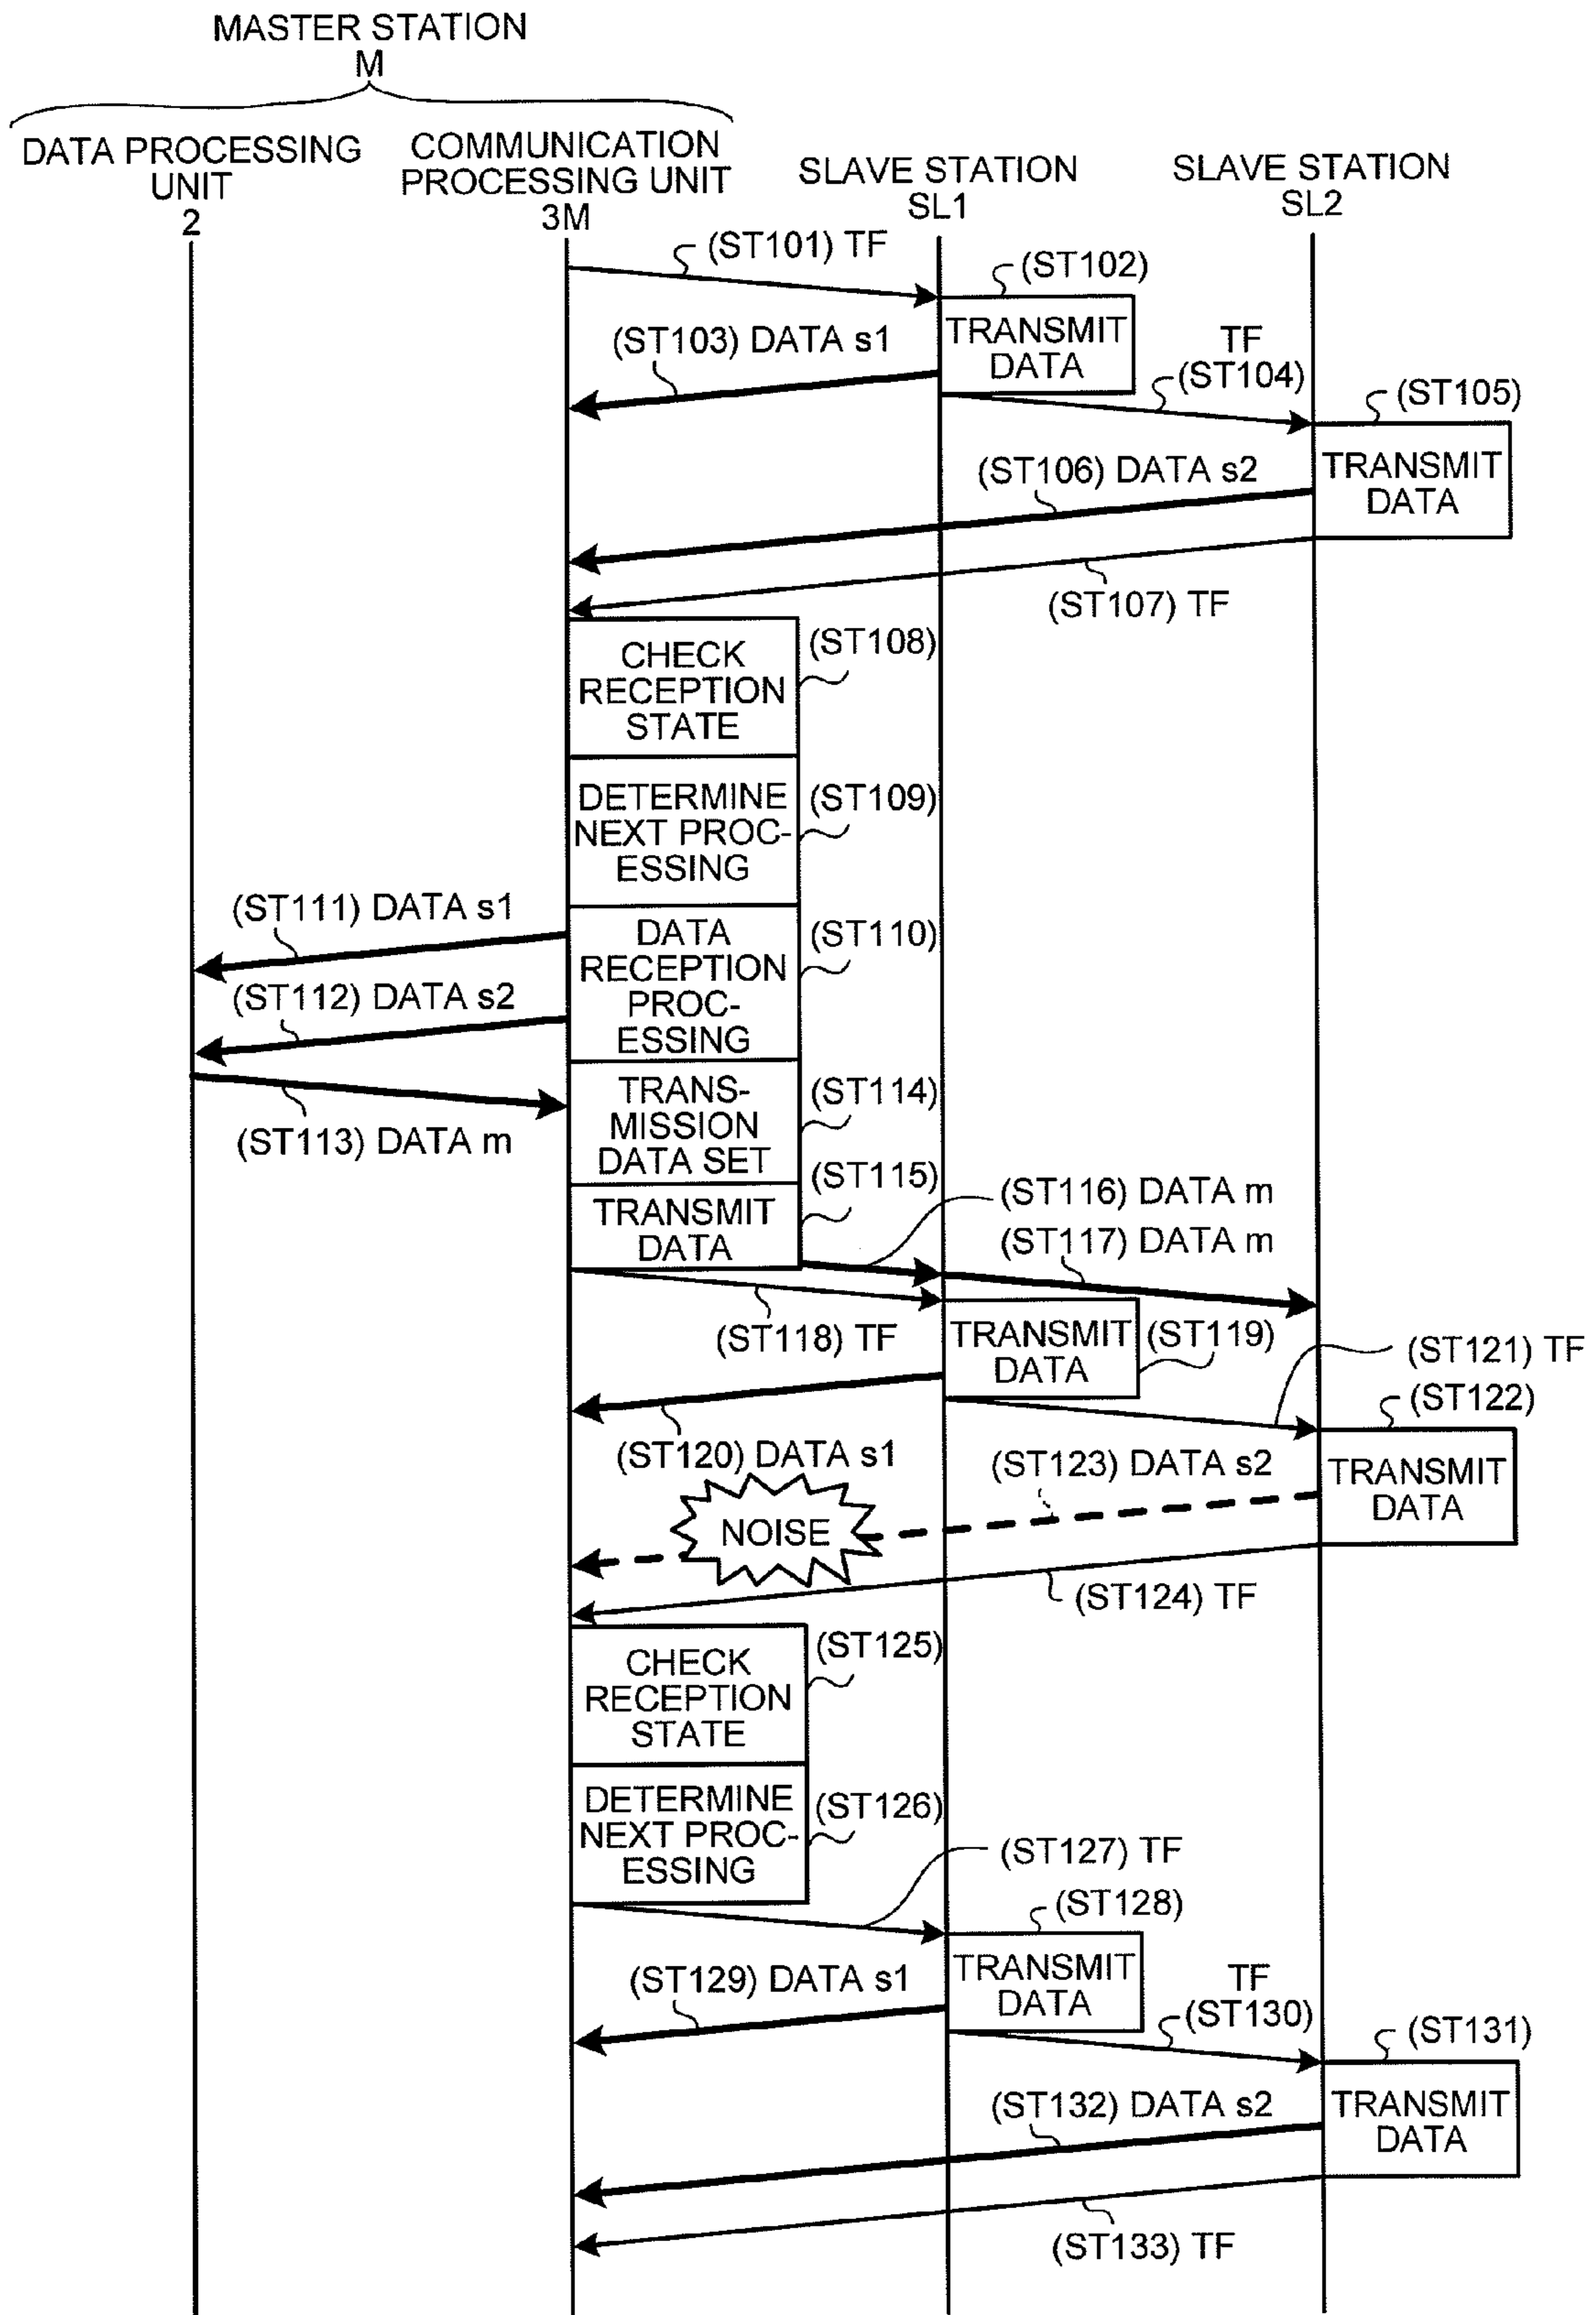 MASTER STATION
M
DATA PROCESSING
UNIT
2
COMMUNICATION
PROCESSING UNIT
3M
SLAVE STATION
SL1
SLAVE STATION
SL2
(ST101) TF
(ST102)
TRANSMIT
DATA
(ST103) DATA s1
TF
(ST104)
(ST105)
TRANSMIT
DATA
(ST106) DATA s2
(ST107) TF
CHECK
RECEPTION
STATE
(ST108)
DETERMINE
NEXT PROC-
ESSING
(ST109)
(ST111) DATA s1
DATA
RECEPTION
PROC-
ESSING
(ST110)
(ST112) DATA s2
(ST113) DATA m
TRANS-
MISSION
DATA SET
(ST114)
TRANSMIT
DATA
(ST115)
(ST116) DATA m
(ST117) DATA m
(ST118) TF
TRANSMIT
DATA
(ST119)
(ST121) TF
(ST122)
(ST120) DATA s1
(ST123) DATA s2
TRANSMIT
DATA
NOISE
(ST124) TF
CHECK
RECEPTION
STATE
(ST125)
DETERMINE
NEXT PROC-
ESSING
(ST126)
(ST127) TF
(ST128)
TRANSMIT
DATA
(ST129) DATA s1
TF
(ST130)
(ST131)
TRANSMIT
DATA
(ST132) DATA s2
(ST133) TF